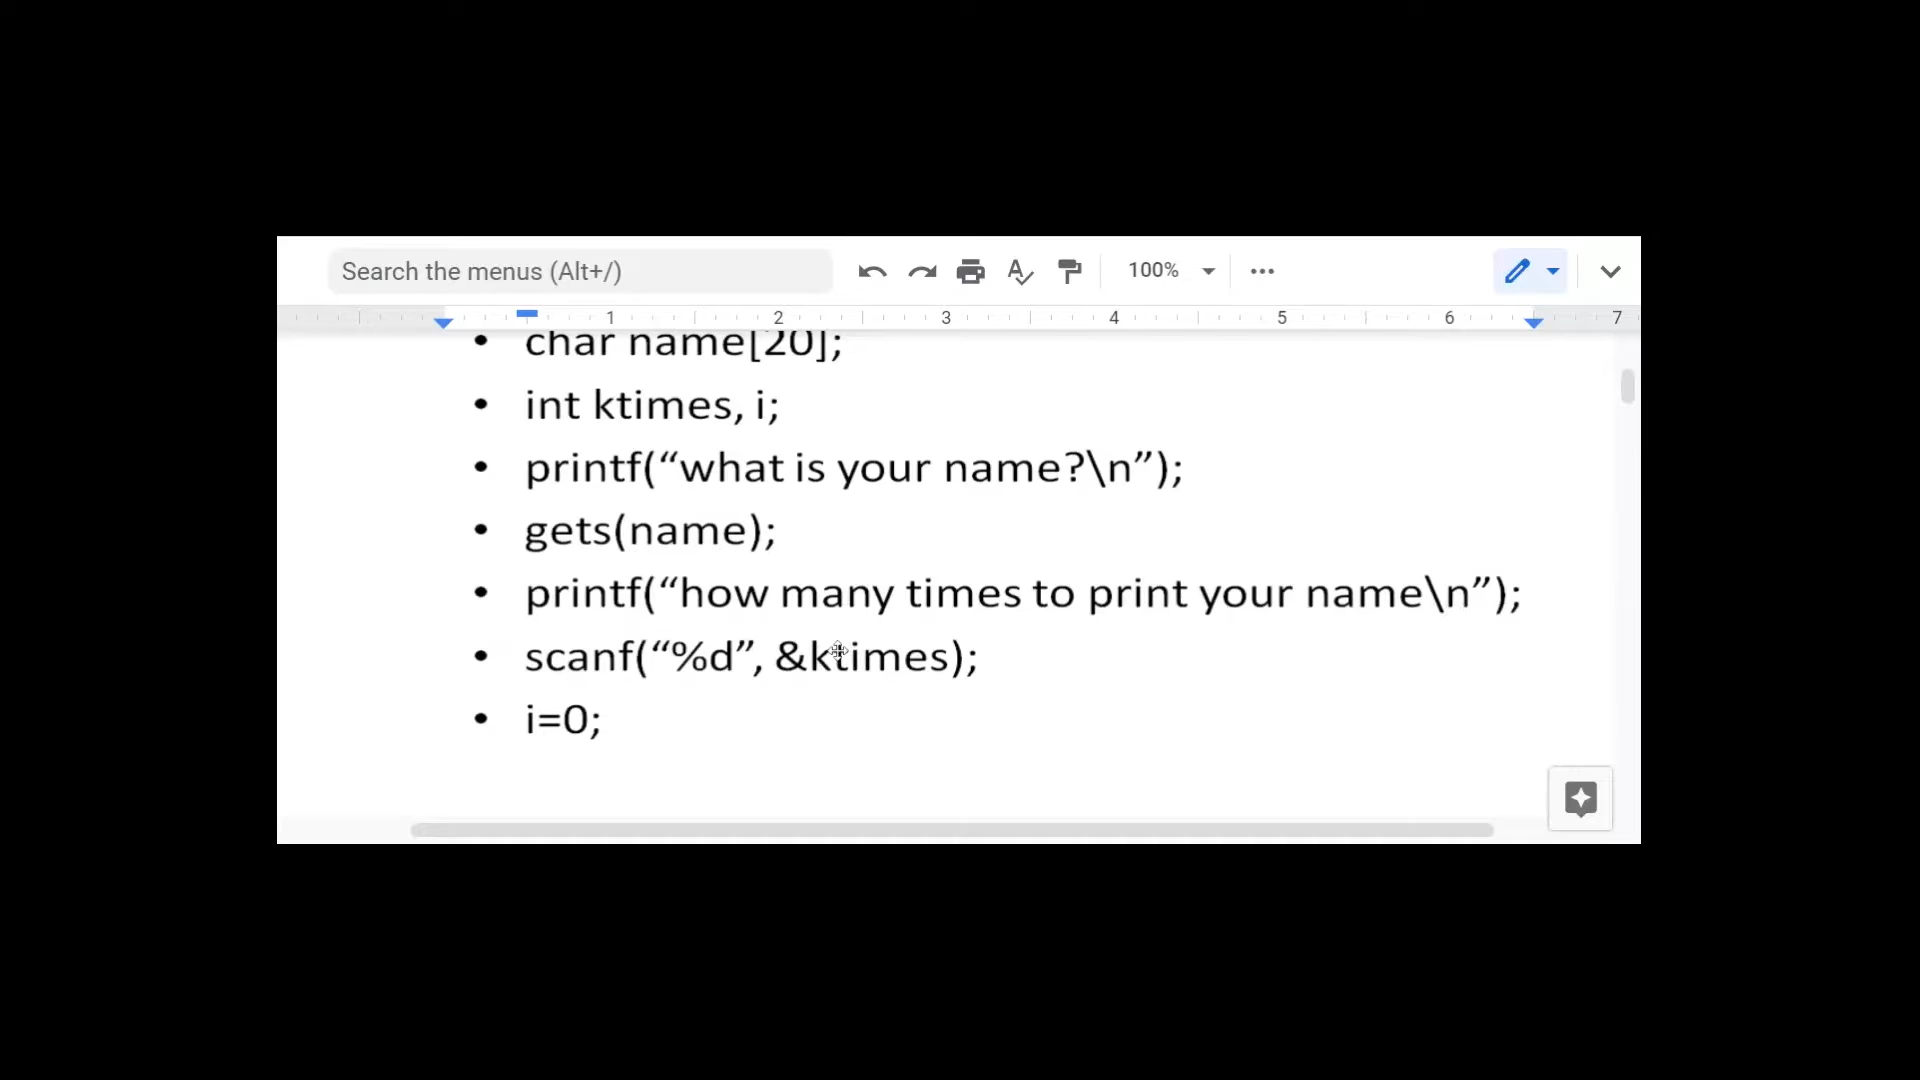 Search the menus (Alt+/)
100%
1 2 3 4 5 6 7
• char name[20];
• int ktimes, i;
• printf(“what is your name?\n”);
• gets(name);
• printf(“how many times to print your name\n”);
• scanf(“%d”, &ktimes);
• i=0;